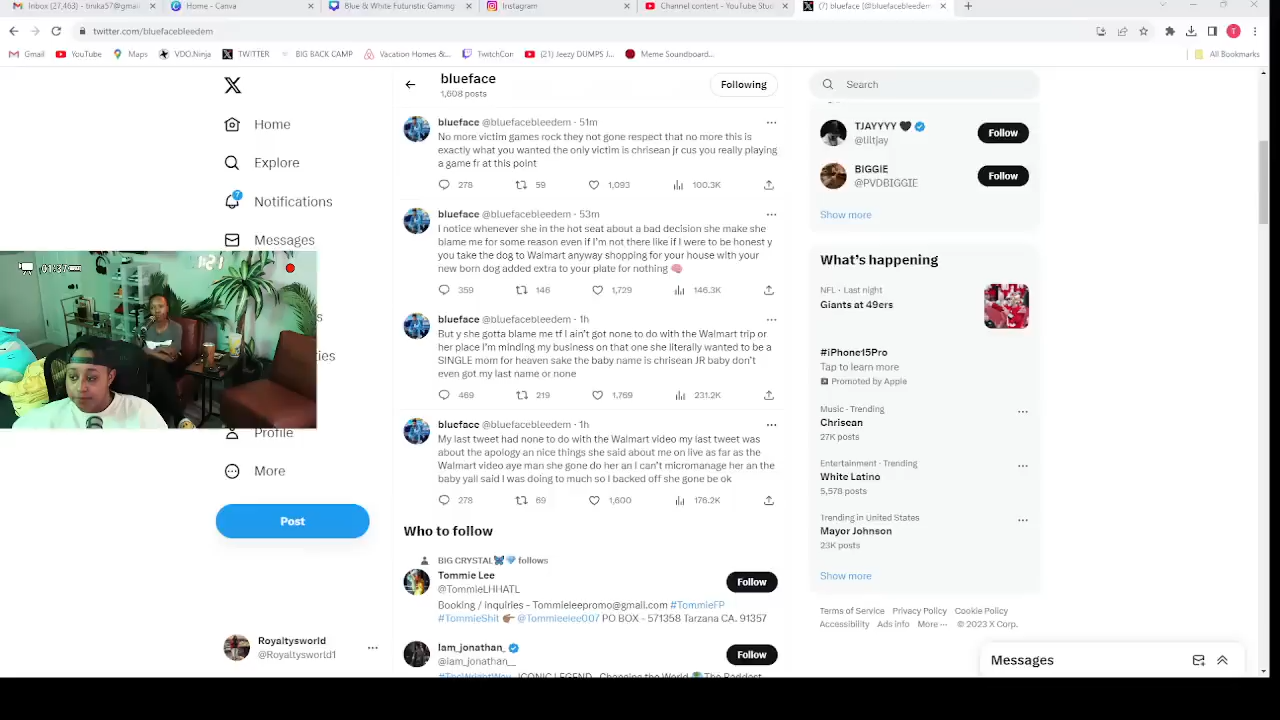 Inbox (27,463) - tinika57@gmai
Home - Canva
Blue & White Futuristic Gaming
Instagram
Channel content - YouTube Studi
(7) blueface (@bluefacebleedem
twitter.com/bluefacebleedem
Gmail
YouTube
Maps
VDO.Ninja
TWITTER
BIG BACK CAMP
Vacation Homes &...
TwitchCon
(21) Jeezy DUMPS J...
Meme Soundboard...
All Bookmarks
Home
Explore
7
Notifications
Messages
Profile
More
Post
Royaltysworld
@Royaltysworld1
blueface
1,608 posts
Following
blueface @bluefacebleedem · 51m
No more victim games rock they not gone respect that no more this is
exactly what you wanted the only victim is chrisean jr cus you really playing
a game fr at this point
278 59 1,093 100.3K
blueface @bluefacebleedem · 53m
I notice whenever she in the hot seat about a bad decision she make she
blame me for some reason even if I'm not there like if I were to be honest y
you take the dog to Walmart anyway shopping for your house with your
new born dog added extra to your plate for nothing
359 146 1,729 146.3K
blueface @bluefacebleedem · 1h
But y she gotta blame me tf I ain't got none to do with the Walmart trip or
her place I'm minding my business on that one she literally wanted to be a
SINGLE mom for heaven sake the baby name is chrisean JR baby don't
even got my last name or none
469 219 1,769 231.2K
blueface @bluefacebleedem · 1h
My last tweet had none to do with the Walmart video my last tweet was
about the apology an nice things she said about me on live as far as the
Walmart video aye man she gone do her an I can't micromanage her an the
baby yall said I was doing to much so I backed off she gone be ok
278 69 1,600 176.2K
Who to follow
BIG CRYSTAL follows
Tommie Lee
@TommieLHHATL
Follow
Booking / inquiries - Tommieleepromo@gmail.com #TommieFP
#TommieShit @Tommieelee007 PO BOX - 571358 Tarzana CA. 91357
Iam_jonathan_
@iam_jonathan__
Follow
Search
TJAYYYY
@tiltjay
Follow
BIGGIE
@PVDBIGGIE
Follow
Show more
What's happening
NFL · Last night
Giants at 49ers
#iPhone15Pro
Tap to learn more
Promoted by Apple
Music · Trending
Chrisean
27K posts
Entertainment · Trending
White Latino
5,578 posts
Trending in United States
Mayor Johnson
23K posts
Show more
Terms of Service Privacy Policy Cookie Policy
Accessibility Ads info More ··· © 2023 X Corp.
Messages